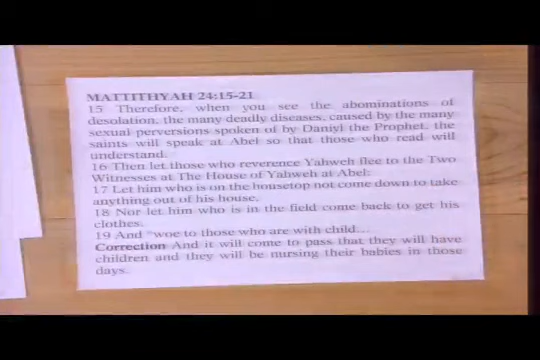 MATTITHYAH 24:15-21
15 Therefore, when you see the abominations of
desolation, the many deadly diseases, caused by the many
sexual perversions spoken of by Daniyl the Prophet, the
saints will speak at Abel so that those who read will
understand.
16 Then let those who reverence Yahweh flee to the Two
Witnesses at The House of Yahweh at Abel:
17 Let him who is on the housetop not come down to take
anything out of his house.
18 Nor let him who is in the field come back to get his
clothes.
19 And *woe to those who are with child...
Correction And it will come to pass that they will have
children and they will be nursing their babies in those
days.